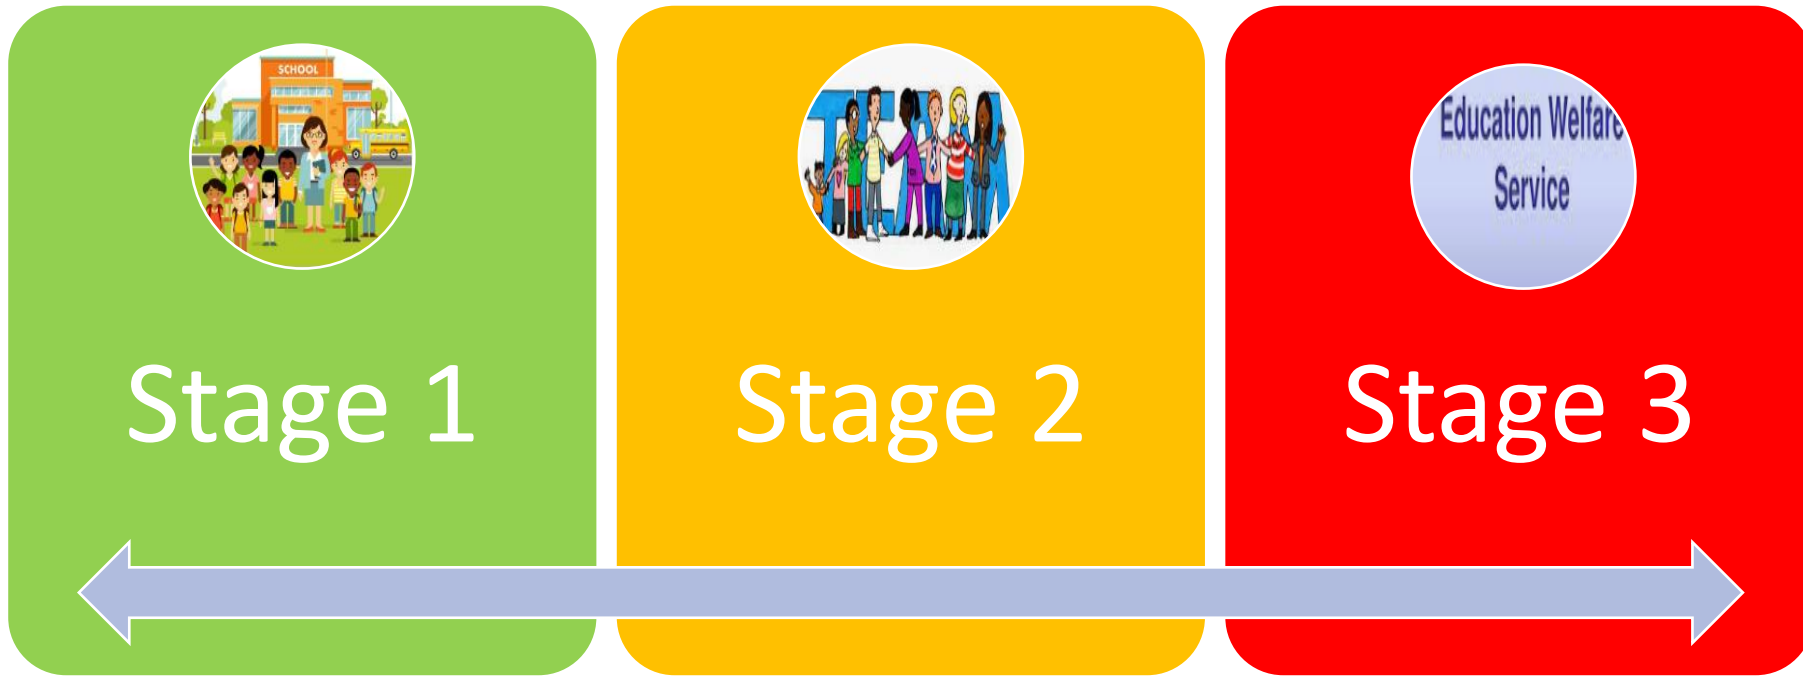 SCHOOL
TEAM
Education Welfare
Service
Stage 1
Stage 2
Stage 3